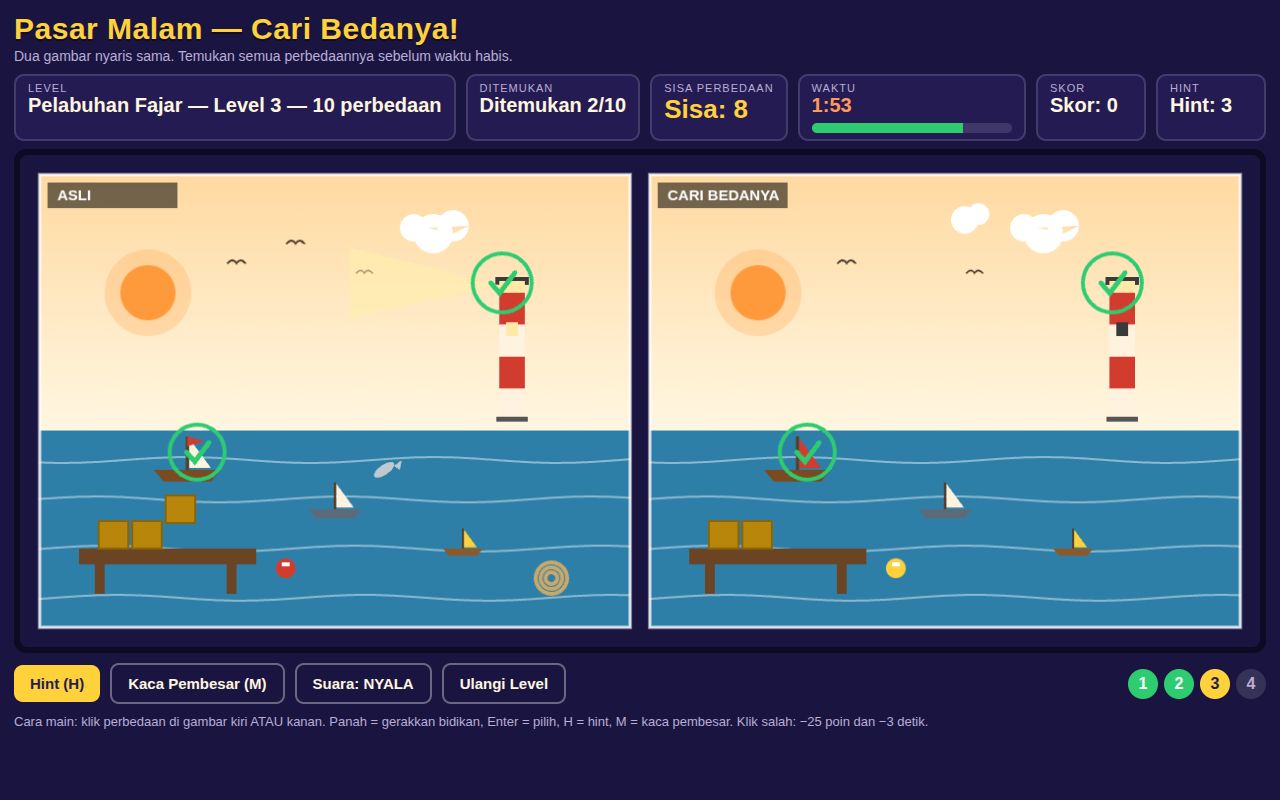 Pasar Malam — Cari Bedanya!
Dua gambar nyaris sama. Temukan semua perbedaannya sebelum waktu habis.
LEVEL
Pelabuhan Fajar — Level 3 — 10 perbedaan
DITEMUKAN
Ditemukan 2/10
SISA PERBEDAAN
Sisa: 8
WAKTU
1:53
SKOR
Skor: 0
HINT
Hint: 3
ASLI
CARI BEDANYA
Hint (H)
Kaca Pembesar (M)
Suara: NYALA
Ulangi Level
1 2 3 4
Cara main: klik perbedaan di gambar kiri ATAU kanan. Panah = gerakkan bidikan, Enter = pilih, H = hint, M = kaca pembesar. Klik salah: −25 poin dan −3 detik.